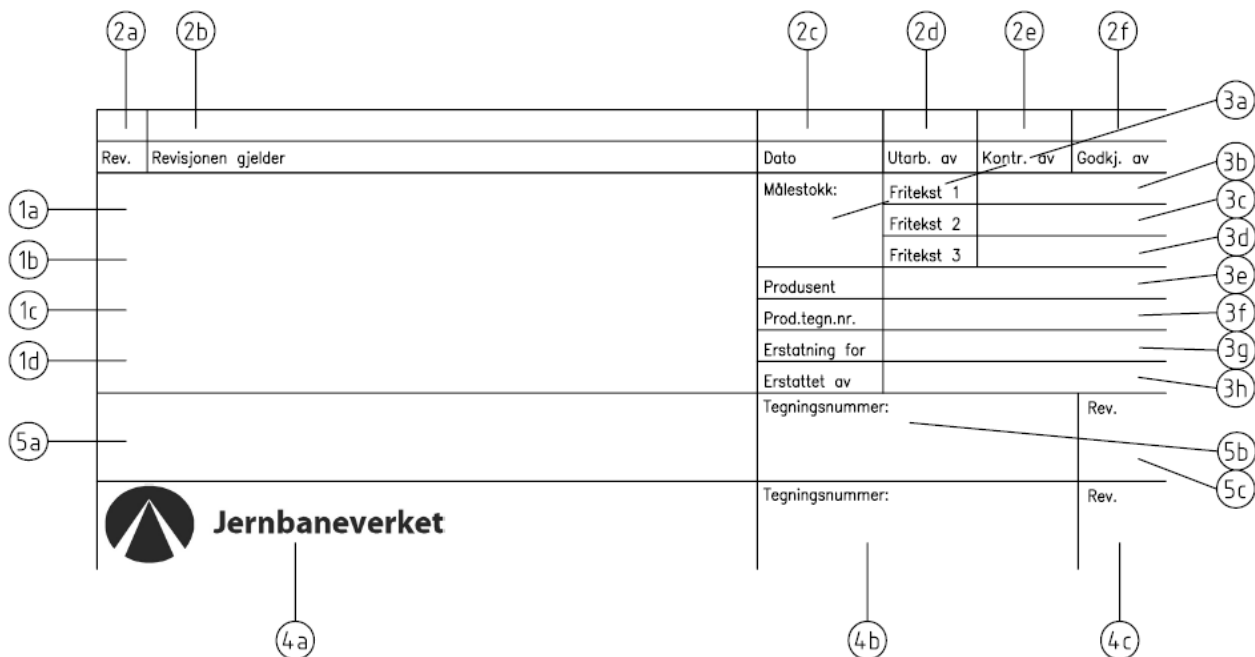 2a 2b 2c 2d 2e 2f
3a
Rev. Revisjonen gjelder Dato Utarb. av Kontr. av Godkj. av
3b
1a Målestokk: Fritekst 1
3c
Fritekst 2
3d
1b Fritekst 3
Produsent 3e
1c Prod.tegn.nr. 3f
Erstatning for 3g
1d
Erstattet av 3h
Tegningsnummer: Rev.
5a 5b
5c
Jernbaneverket Tegningsnummer: Rev.
4a 4b 4c